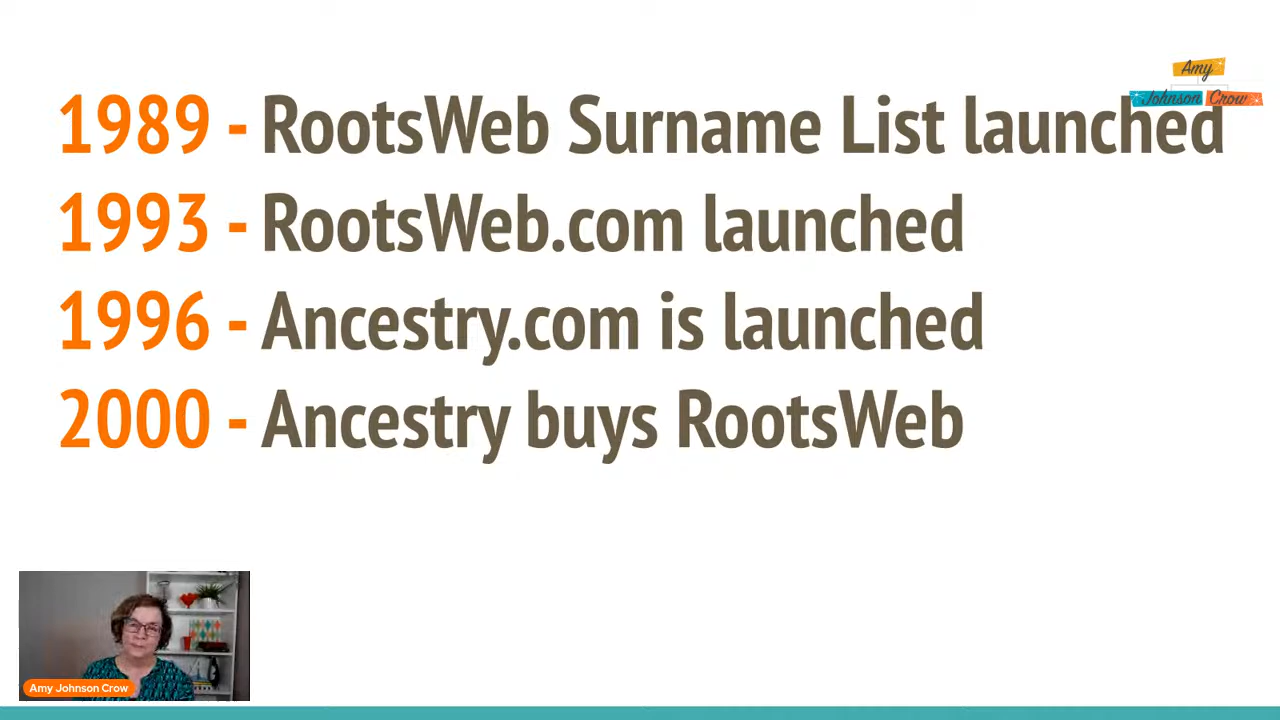 Amy
Johnson Crow
1989 - RootsWeb Surname List launched
1993 - RootsWeb.com launched
1996 - Ancestry.com is launched
2000 - Ancestry buys RootsWeb
Amy Johnson Crow